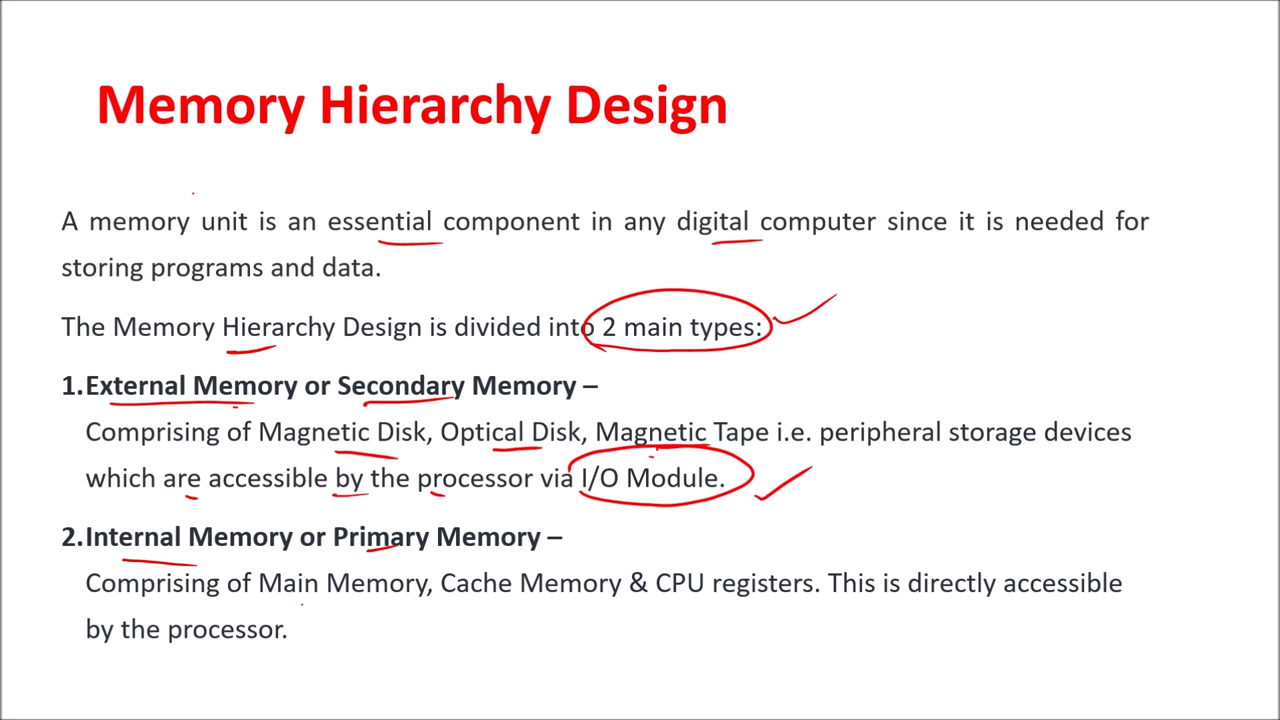 Memory Hierarchy Design
A memory unit is an essential component in any digital computer since it is needed for
storing programs and data.
The Memory Hierarchy Design is divided into 2 main types:
1.External Memory or Secondary Memory –
Comprising of Magnetic Disk, Optical Disk, Magnetic Tape i.e. peripheral storage devices
which are accessible by the processor via I/O Module.
2.Internal Memory or Primary Memory –
Comprising of Main Memory, Cache Memory & CPU registers. This is directly accessible
by the processor.